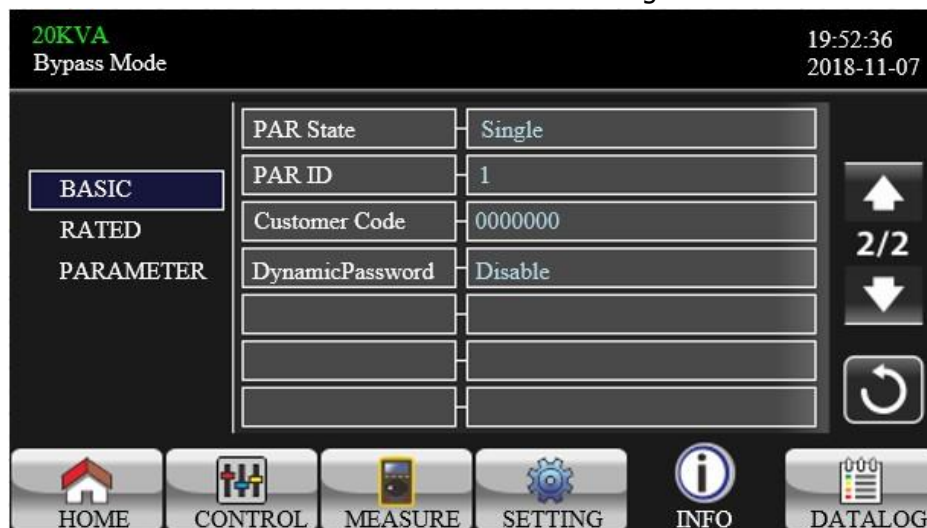 20KVA
Bypass Mode
19:52:36
2018-11-07
BASIC
RATED
PARAMETER
PAR State
Single
PAR ID
1
Customer Code
0000000
DynamicPassword
Disable
2/2
HOME
CONTROL
MEASURE
SETTING
INFO
DATALOG